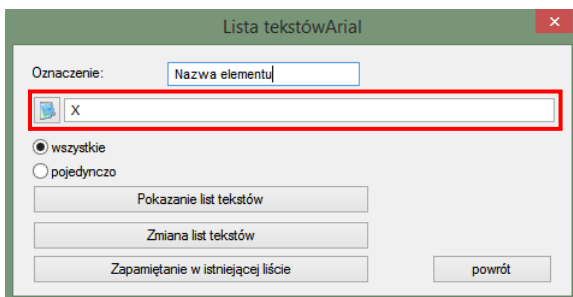 Lista tekstówArial
Oznaczenie: Nazwa elementu
X
wszystkie
pojedynczo
Pokazanie list tekstów
Zmiana list tekstów
Zapamiętanie w istniejącej liście powrót